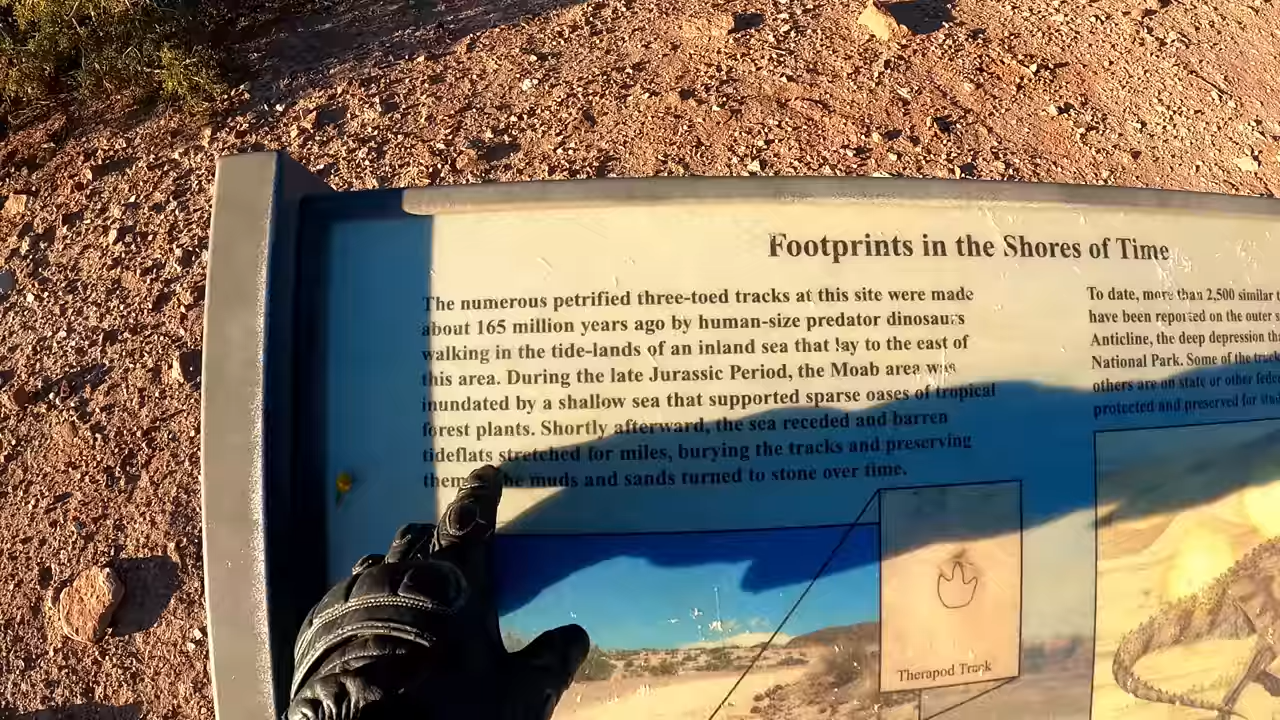 Footprints in the Shores of Time
The numerous petrified three-toed tracks at this site were made
about 165 million years ago by human-size predator dinosaurs
walking in the tide-lands of an inland sea that lay to the east of
this area. During the late Jurassic Period, the Moab area was
inundated by a shallow sea that supported sparse oases of tropical
forest plants. Shortly afterward, the sea receded and barren
tideflats stretched for miles, burying the tracks and preserving
them muds and sands turned to stone over time.
To date, more than 2,500 similar
have been reported on the outer
Anticline, the deep depression
National Park. Some of the
others are on state or other
protected and preserved for
Therapod Track